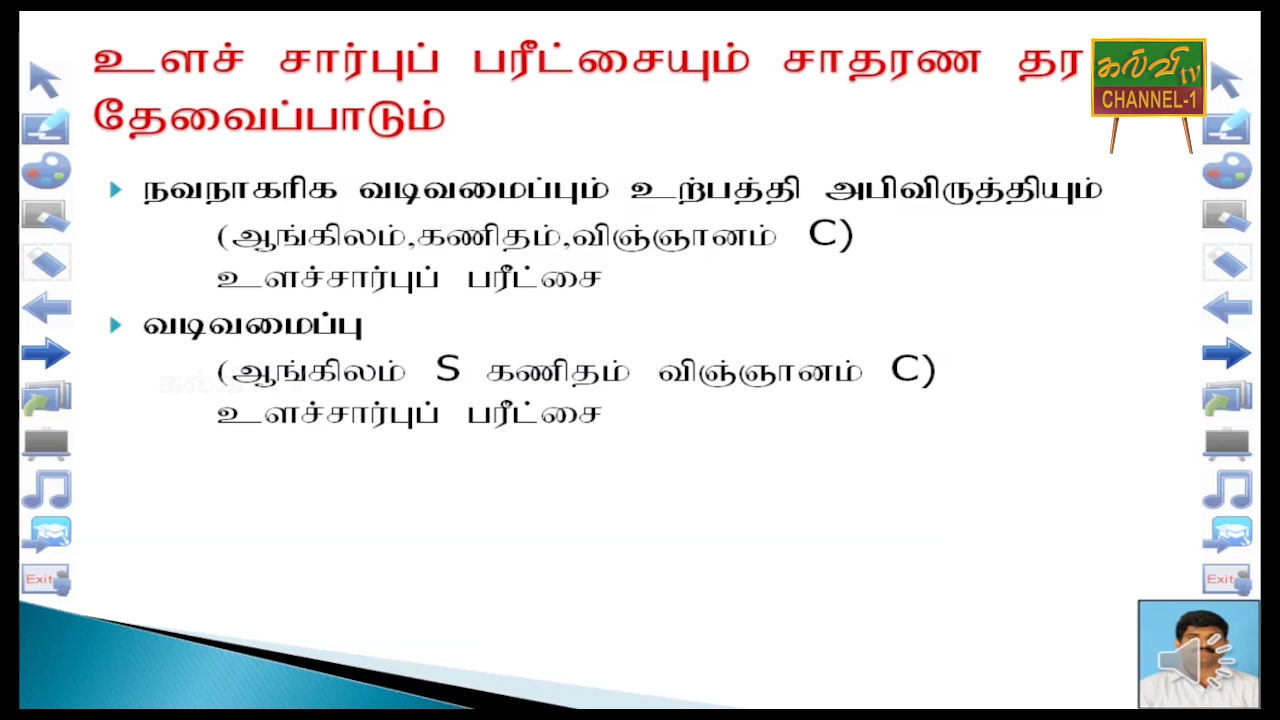 உளச் சார்புப் பரீட்சையும் சாதரண தர
தேவைப்பாடும்
கல்வி tv
CHANNEL-1
நவநாகரிக வடிவமைப்பும் உற்பத்தி அபிவிருத்தியும்
(ஆங்கிலம்,கணிதம்,விஞ்ஞானம் C)
உளச்சார்புப் பரீட்சை
வடிவமைப்பு
(ஆங்கிலம் S கணிதம் விஞ்ஞானம் C)
உளச்சார்புப் பரீட்சை
Exit
Exit